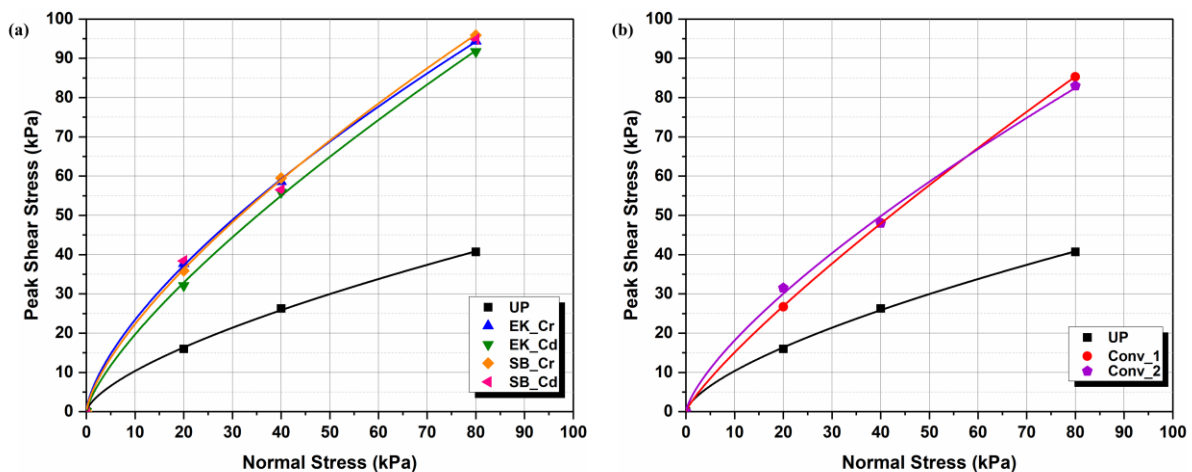 (a)
Peak Shear Stress (kPa)
100
90
80
70
60
50
40
30
20
10
0
0 10 20 30 40 50 60 70 80 90 100
Normal Stress (kPa)
UP
EK_Cr
EK_Cd
SB_Cr
SB_Cd
(b)
Peak Shear Stress (kPa)
100
90
80
70
60
50
40
30
20
10
0
0 10 20 30 40 50 60 70 80 90 100
Normal Stress (kPa)
UP
Conv_1
Conv_2